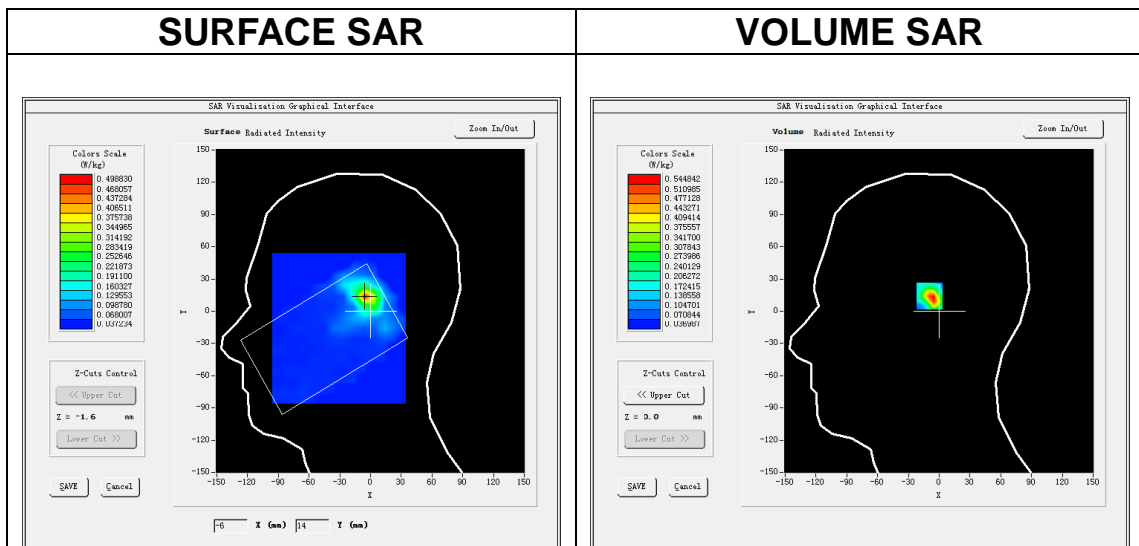 SURFACE SAR
VOLUME SAR
SAR Visualisation Graphical Interface
Surface Radiated Intensity
Zoom In/Out
Colors Scale
(W/kg)
0.498830
0.468057
0.437284
0.406511
0.375738
0.344965
0.314192
0.283419
0.252646
0.221873
0.191100
0.160327
0.129553
0.098780
0.068007
0.037234
Z-Cuts Control
<< Upper Cut
Z = -1.6 mm
Lower Cut >>
SAVE
Cancel
150
120
90
60
30
0
-30
-60
-90
-120
-150
Y
-150 -120 -90 -60 -30 0 30 60 90 120 150
X
-6 X (mm) 14 Y (mm)
SAR Visualisation Graphical Interface
Volume Radiated Intensity
Zoom In/Out
Colors Scale
(W/kg)
0.544842
0.510985
0.477128
0.443271
0.409414
0.375557
0.341700
0.307843
0.273986
0.240129
0.206272
0.172415
0.138558
0.104701
0.070844
0.036987
Z-Cuts Control
<< Upper Cut
Z = 0.0 mm
Lower Cut >>
SAVE
Cancel
150
120
90
60
30
0
-30
-60
-90
-120
-150
Y
-150 -120 -90 -60 -30 0 30 60 90 120 150
X